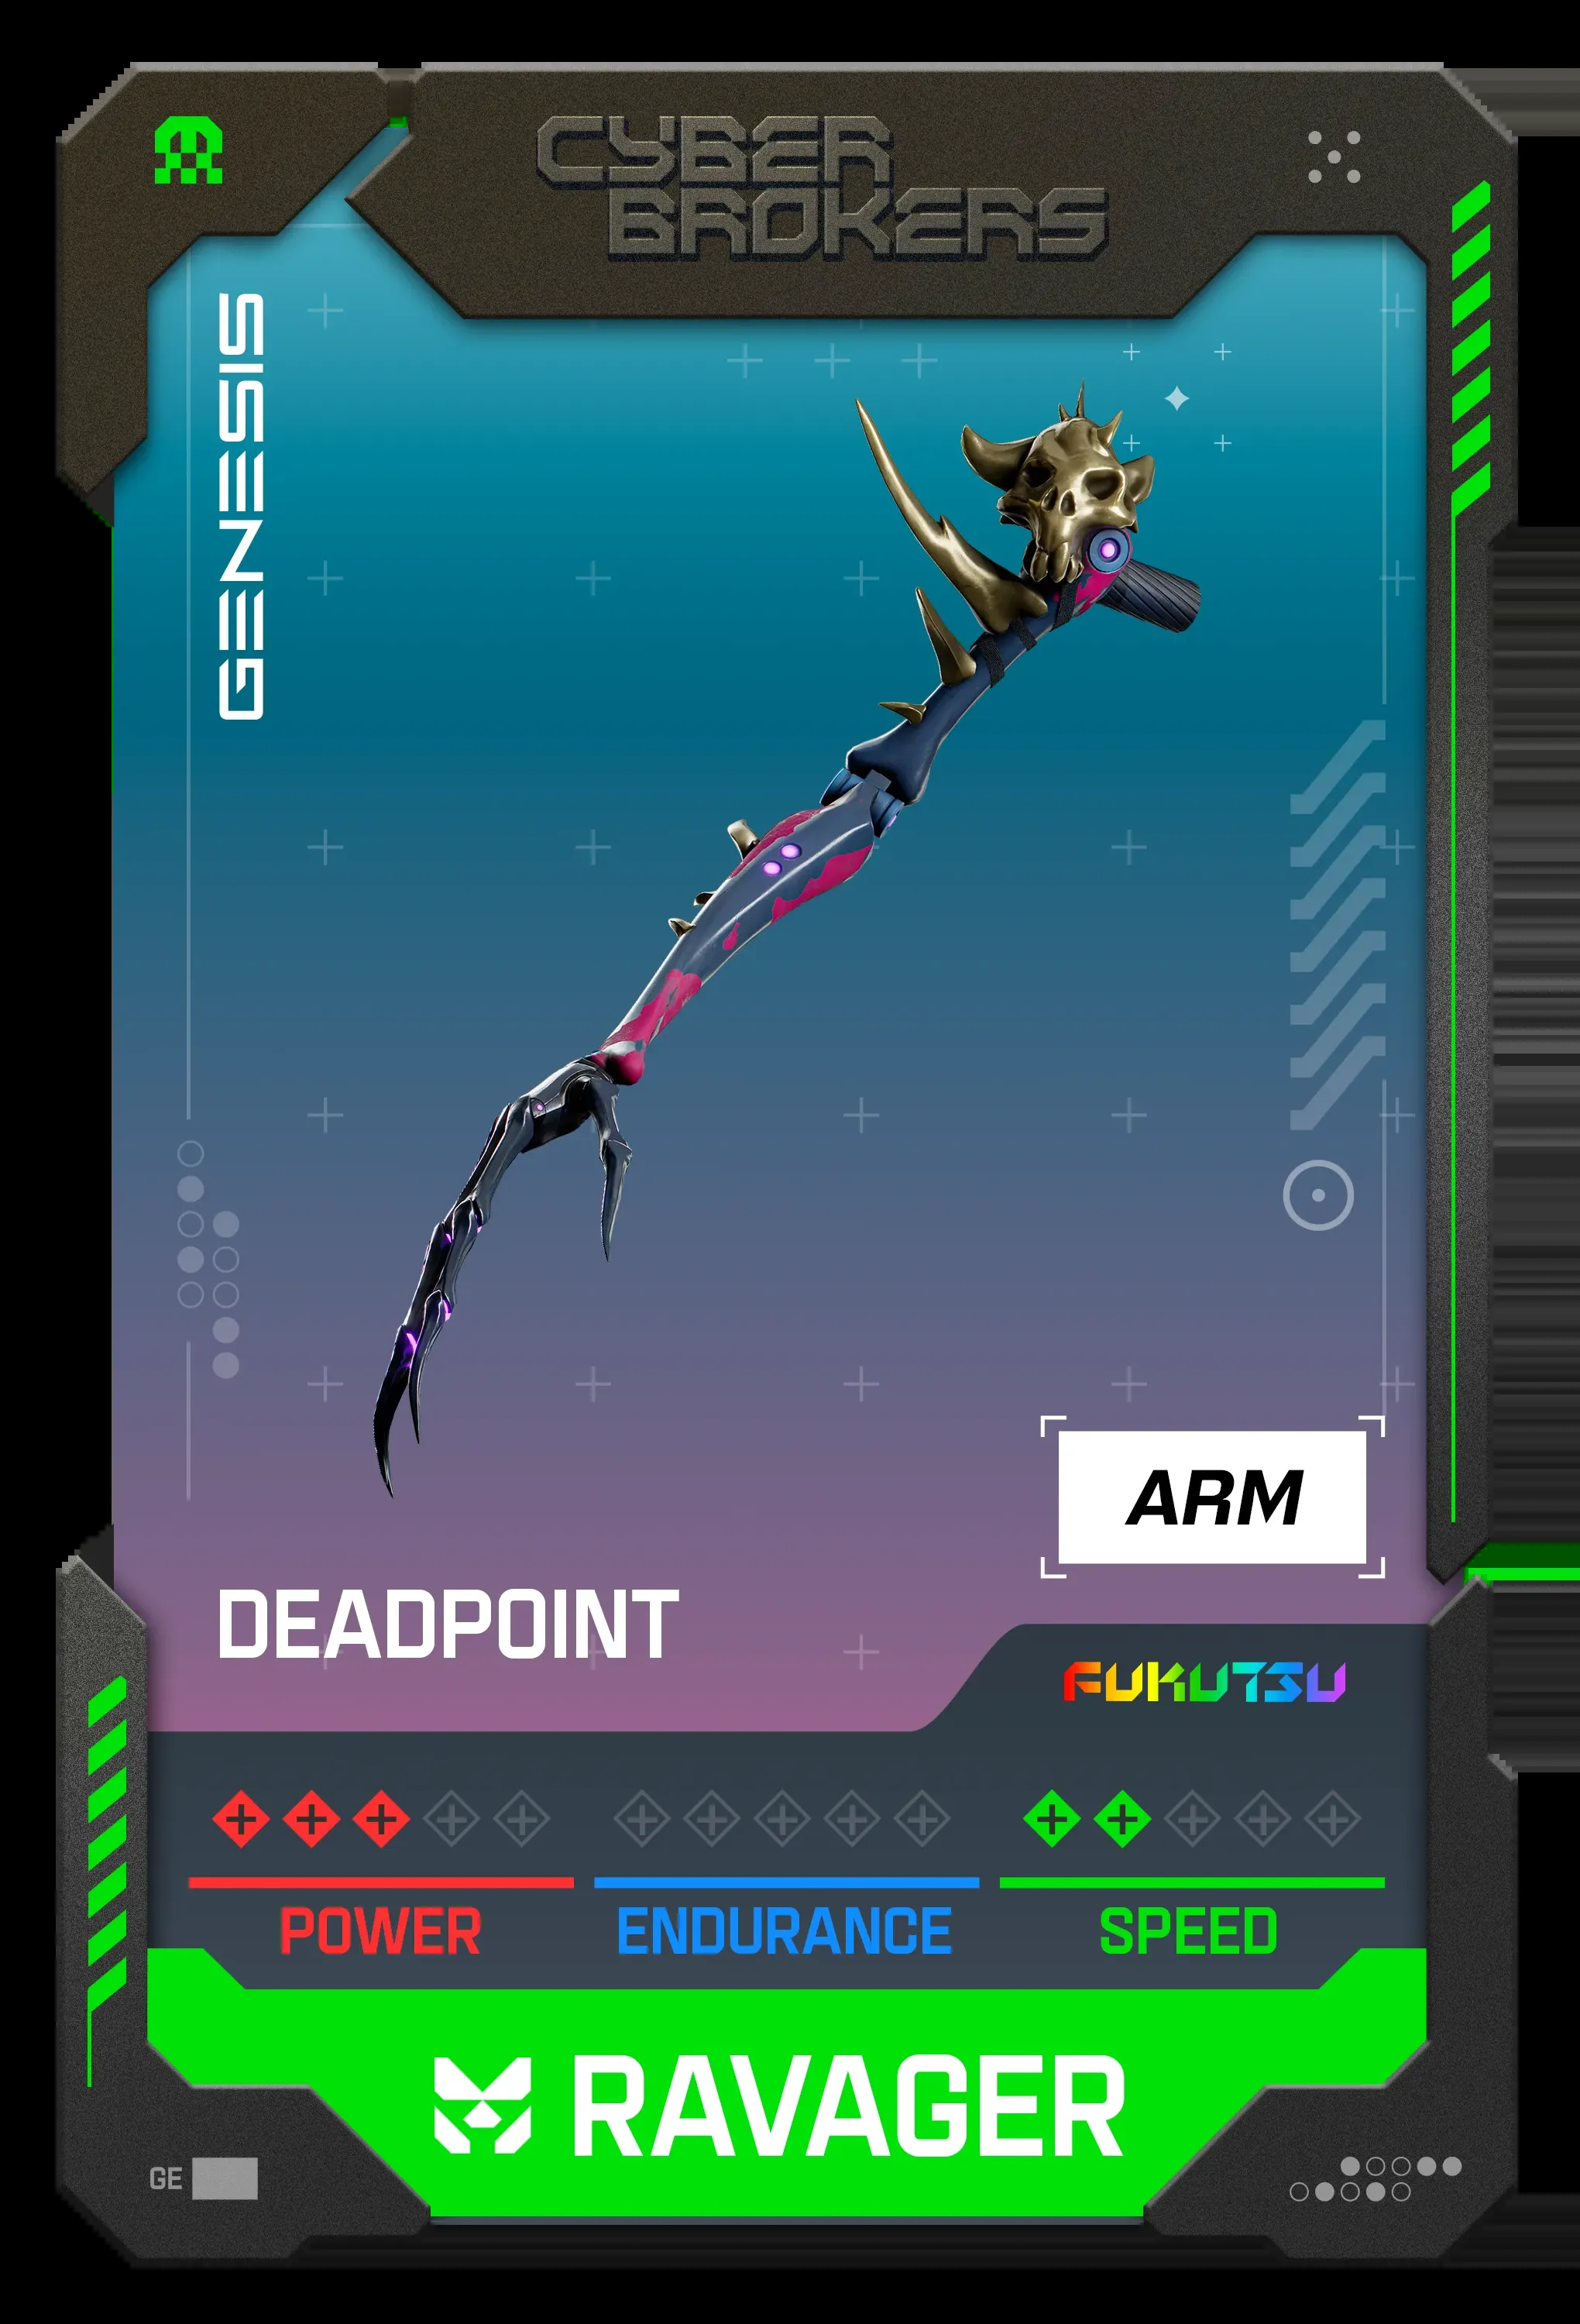 CYBER
BROKERS
GENESIS
ARM
DEADPOINT
FUKUTSU
POWER
ENDURANCE
SPEED
RAVAGER
GE